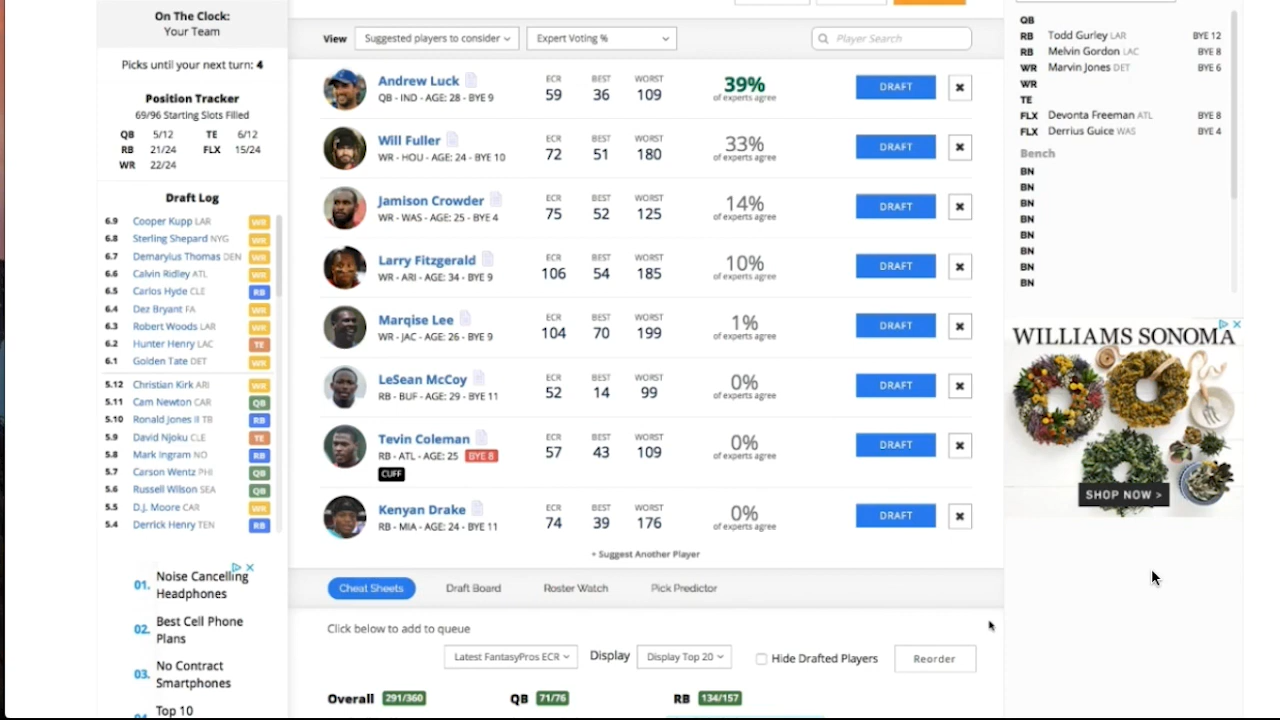 On The Clock:
Your Team
Picks until your next turn: 4
Position Tracker
69/96 Starting Slots Filled
QB 5/12 TE 6/12
RB 21/24 FLX 15/24
WR 22/24
Draft Log
6.9 Cooper Kupp LAR WR
6.8 Sterling Shepard NYG WR
6.7 Demaryius Thomas DEN WR
6.6 Calvin Ridley ATL WR
6.5 Carlos Hyde CLE RB
6.4 Dez Bryant FA WR
6.3 Robert Woods LAR WR
6.2 Hunter Henry LAC TE
6.1 Golden Tate DET WR
5.12 Christian Kirk ARI WR
5.11 Cam Newton CAR QB
5.10 Ronald Jones II TB RB
5.9 David Njoku CLE TE
5.8 Mark Ingram NO RB
5.7 Carson Wentz PHI QB
5.6 Russell Wilson SEA QB
5.5 D.J. Moore CAR WR
5.4 Derrick Henry TEN RB
01. Noise Cancelling
Headphones
02. Best Cell Phone
Plans
03. No Contract
Smartphones
Top 10
View Suggested players to consider Expert Voting % Player Search
Andrew Luck ECR BEST WORST 39%
QB - IND - AGE: 28 - BYE 9 59 36 109 of experts agree DRAFT
Will Fuller ECR BEST WORST 33%
WR - HOU - AGE: 24 - BYE 10 72 51 180 of experts agree DRAFT
Jamison Crowder ECR BEST WORST 14%
WR - WAS - AGE: 25 - BYE 4 75 52 125 of experts agree DRAFT
Larry Fitzgerald ECR BEST WORST 10%
WR - ARI - AGE: 34 - BYE 9 106 54 185 of experts agree DRAFT
Marqise Lee ECR BEST WORST 1%
WR - JAC - AGE: 26 - BYE 9 104 70 199 of experts agree DRAFT
LeSean McCoy ECR BEST WORST 0%
RB - BUF - AGE: 29 - BYE 11 52 14 99 of experts agree DRAFT
Tevin Coleman ECR BEST WORST 0%
RB - ATL - AGE: 25 BYE 8 57 43 109 of experts agree DRAFT
CUFF
Kenyan Drake ECR BEST WORST 0%
RB - MIA - AGE: 24 - BYE 11 74 39 176 of experts agree DRAFT
+ Suggest Another Player
Cheat Sheets Draft Board Roster Watch Pick Predictor
Click below to add to queue
Latest FantasyPros ECR Display Display Top 20 Hide Drafted Players Reorder
Overall 291/360 QB 71/76 RB 134/157
QB
RB Todd Gurley LAR BYE 12
RB Melvin Gordon LAC BYE 8
WR Marvin Jones DET BYE 6
WR
TE
FLX Devonta Freeman ATL BYE 8
FLX Derrius Guice WAS BYE 4
Bench
BN
BN
BN
BN
BN
BN
BN
BN
WILLIAMS SONOMA
SHOP NOW >